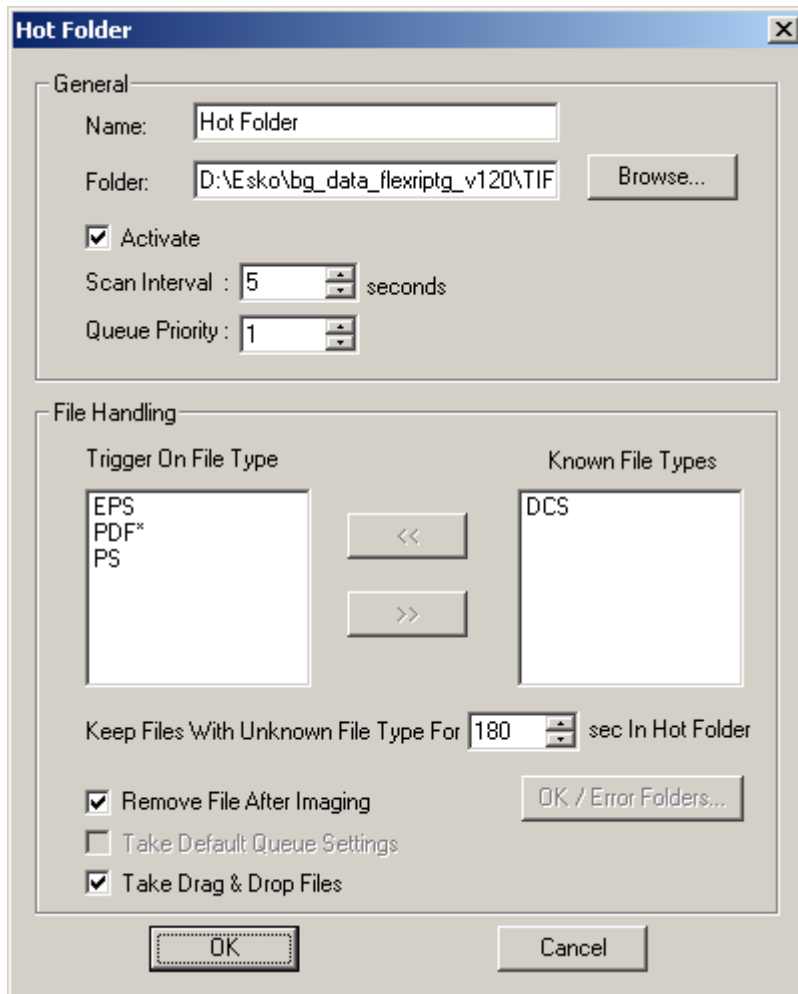 Hot Folder
General
Name: Hot Folder
Folder: D:\Esko\bg_data_flexriptg_v120\TIF Browse...
Activate
Scan Interval : 5 seconds
Queue Priority : 1
File Handling
Trigger On File Type Known File Types
EPS DCS
PDF*
PS
<<
>>
Keep Files With Unknown File Type For 180 sec In Hot Folder
Remove File After Imaging OK / Error Folders...
Take Default Queue Settings
Take Drag & Drop Files
OK Cancel